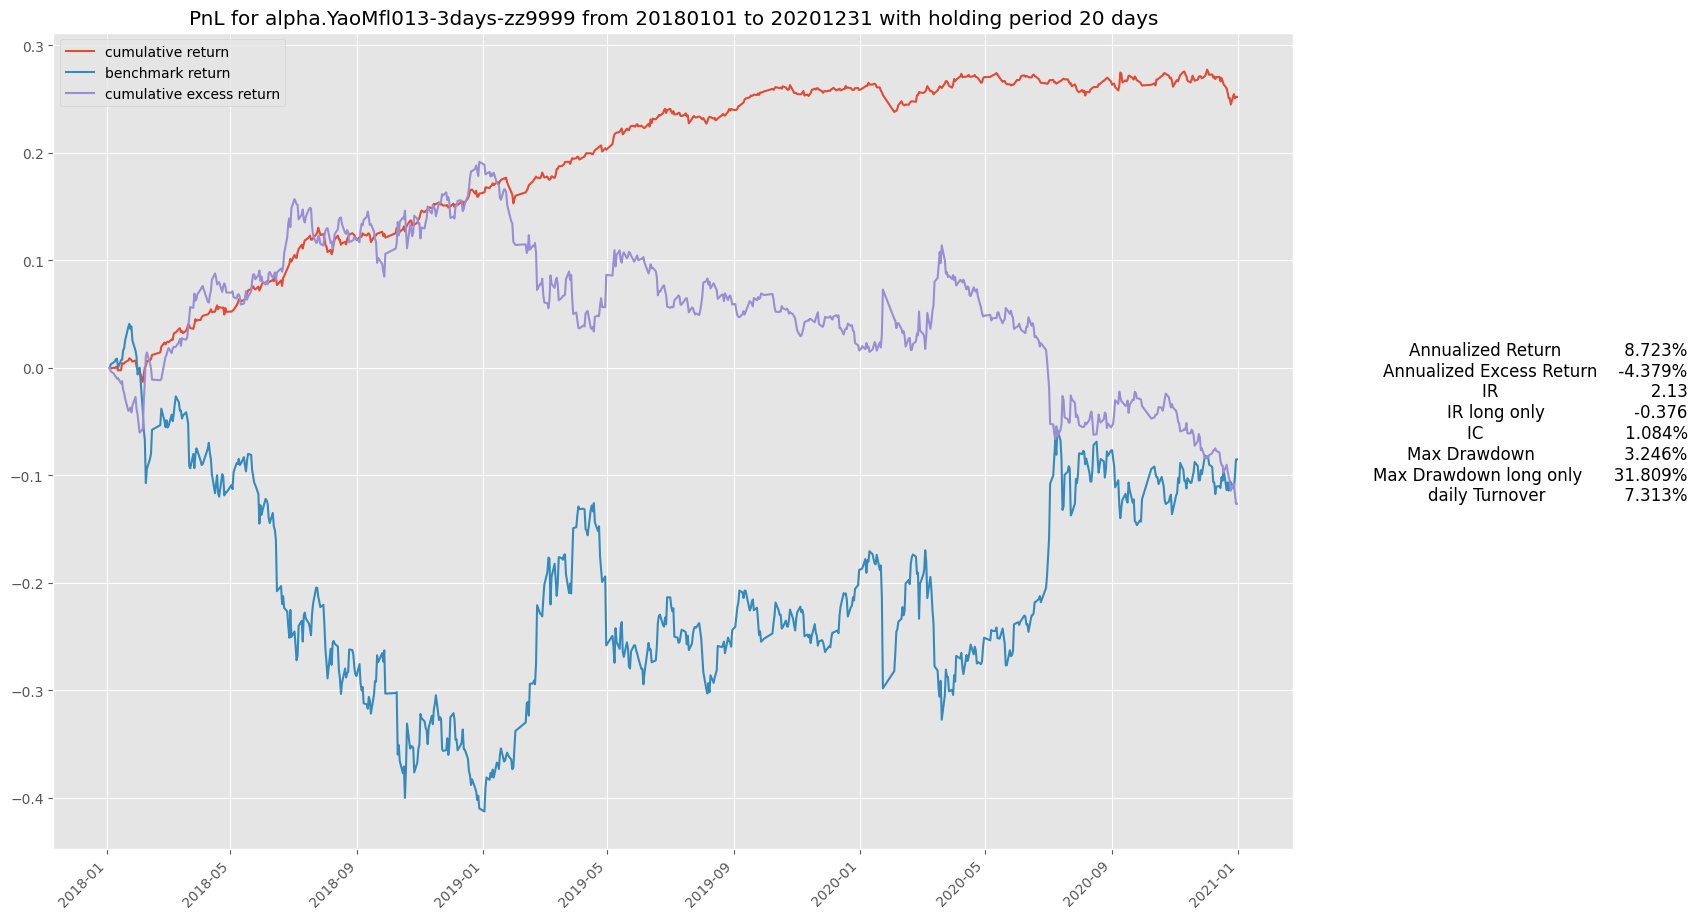 PnL for alpha.YaoMfl013-3days-zz9999 from 20180101 to 20201231 with holding period 20 days
cumulative return
benchmark return
cumulative excess return
0.3
0.2
0.1
0.0
−0.1
−0.2
−0.3
−0.4
2018-01
2018-05
2018-09
2019-01
2019-05
2019-09
2020-01
2020-05
2020-09
2021-01
Annualized Return 8.723%
Annualized Excess Return -4.379%
IR 2.13
IR long only -0.376
IC 1.084%
Max Drawdown 3.246%
Max Drawdown long only 31.809%
daily Turnover 7.313%